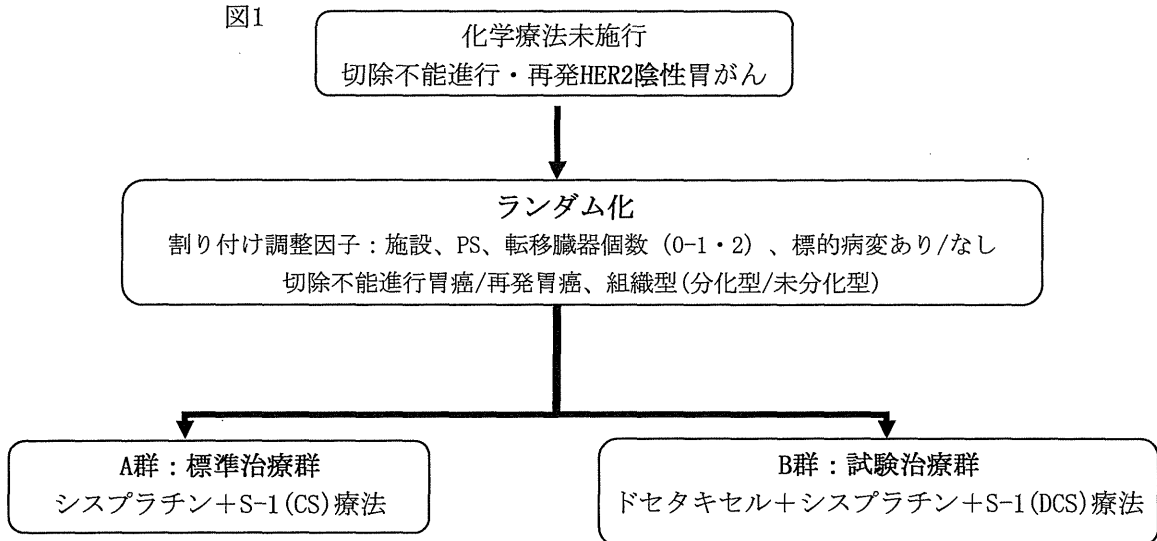 図1
化学療法未施行
切除不能進行・再発HER2陰性胃がん
ランダム化
割り付け調整因子：施設、PS、転移臓器個数（0-1・2）、標的病変あり/なし
切除不能進行胃癌/再発胃癌、組織型(分化型/未分化型)
A群：標準治療群
シスプラチン＋S-1(CS)療法
B群：試験治療群
ドセタキセル＋シスプラチン＋S-1(DCS)療法